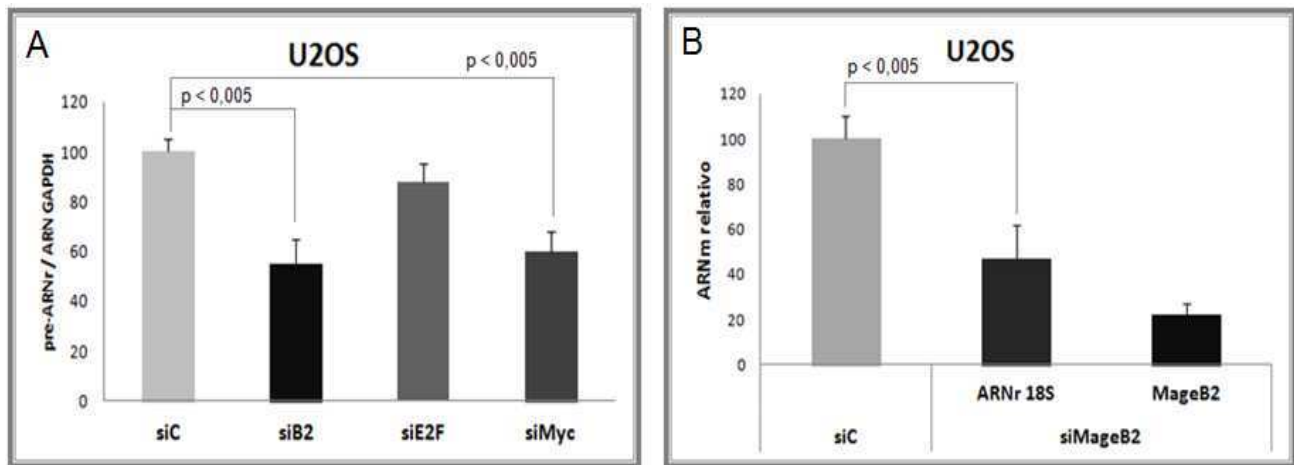 A
U2OS
p < 0,005
p < 0,005
pre-ARNr / ARN GAPDH
120
100
80
60
40
20
0
siC siB2 siE2F siMyc
B
U2OS
p < 0,005
ARNm relativo
120
100
80
60
40
20
0
ARNr 18S MageB2
siC siMageB2